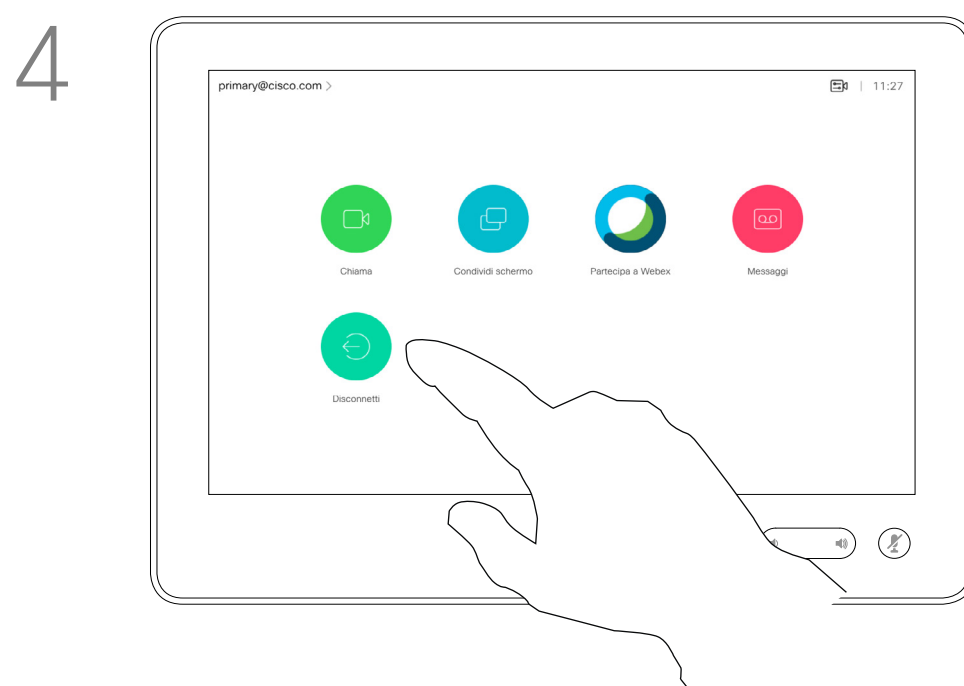 4
primary@cisco.com
11:27
Chiama
Condividi schermo
Partecipa a Webex
Messaggi
Disconnetti